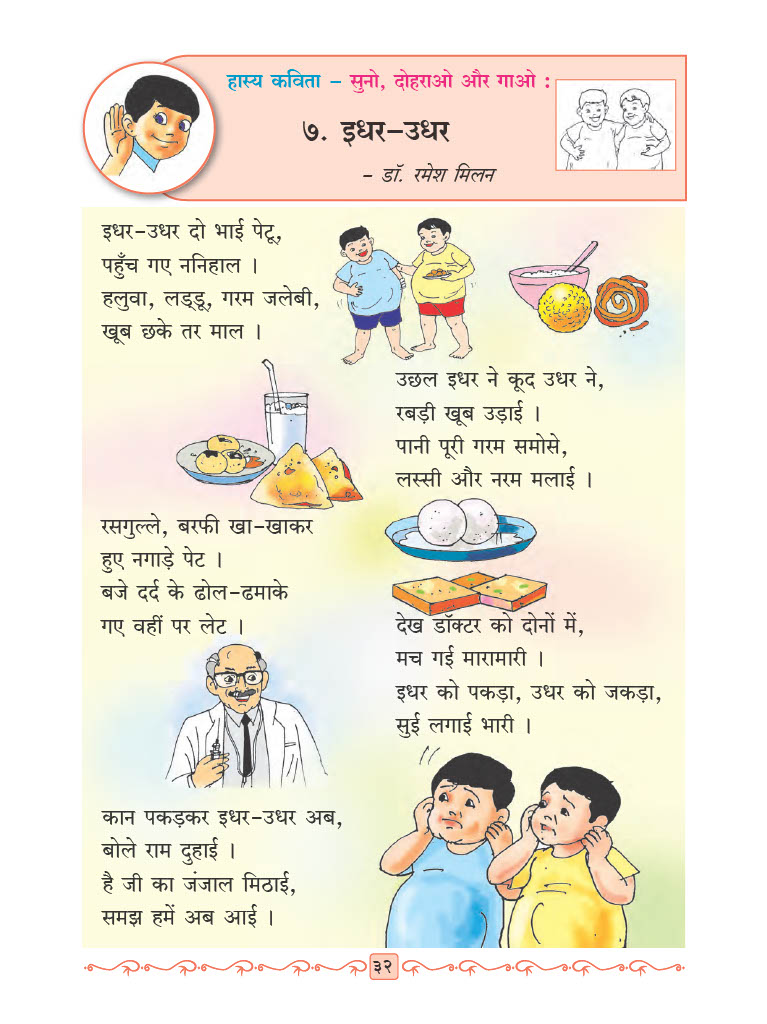 हास्य कविता – सुनो, दोहराओ और गाओ :
७. इधर–उधर
– डॉ. रमेश मिलन
इधर–उधर दो भाई पेटू,
पहुँच गए ननिहाल ।
हलुवा, लड्डू, गरम जलेबी,
खूब छके तर माल ।
उछल इधर ने कूद उधर ने,
रबड़ी खूब उड़ाई ।
पानी पूरी गरम समोसे,
लस्सी और नरम मलाई ।
रसगुल्ले, बरफी खा-खाकर
हुए नगाड़े पेट ।
बजे दर्द के ढोल-ढमाके
गए वहीं पर लेट ।
देख डॉक्टर को दोनों में,
मच गई मारामारी ।
इधर को पकड़ा, उधर को जकड़ा,
सुई लगाई भारी ।
कान पकड़कर इधर–उधर अब,
बोले राम दुहाई ।
है जी का जंजाल मिठाई,
समझ हमें अब आई ।
३२